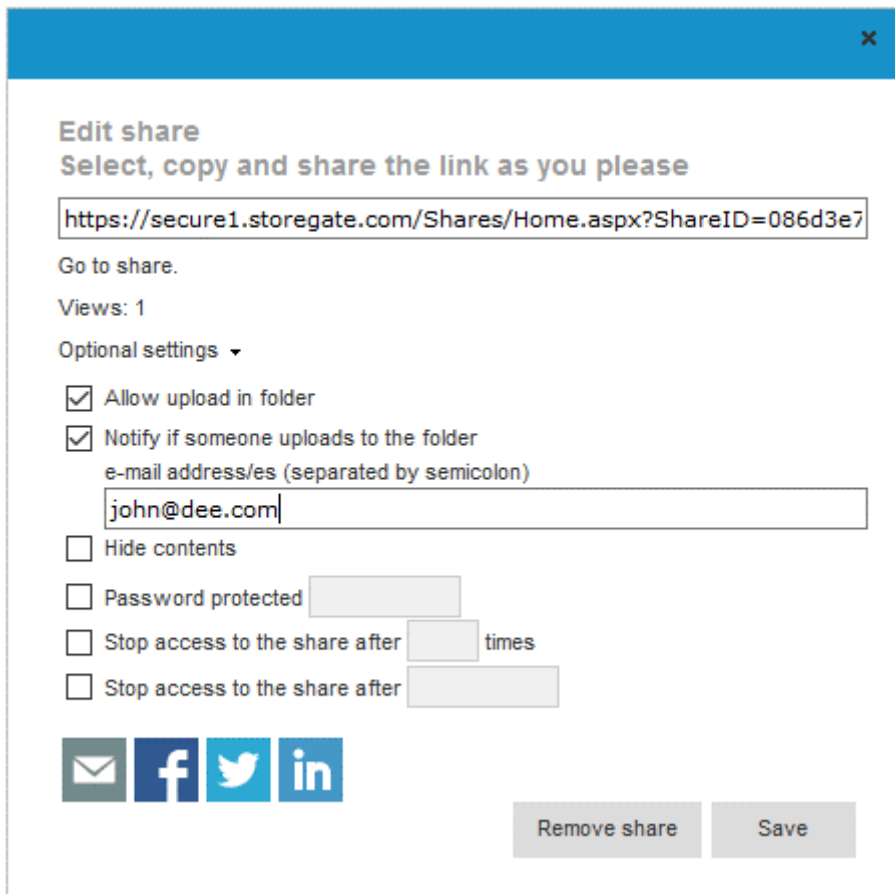 Edit share
Select, copy and share the link as you please
https://secure1.storegate.com/Shares/Home.aspx?ShareID=086d3e7
Go to share.
Views: 1
Optional settings
Allow upload in folder
Notify if someone uploads to the folder
e-mail address/es (separated by semicolon)
john@dee.com
Hide contents
Password protected
Stop access to the share after times
Stop access to the share after
f in
Remove share Save